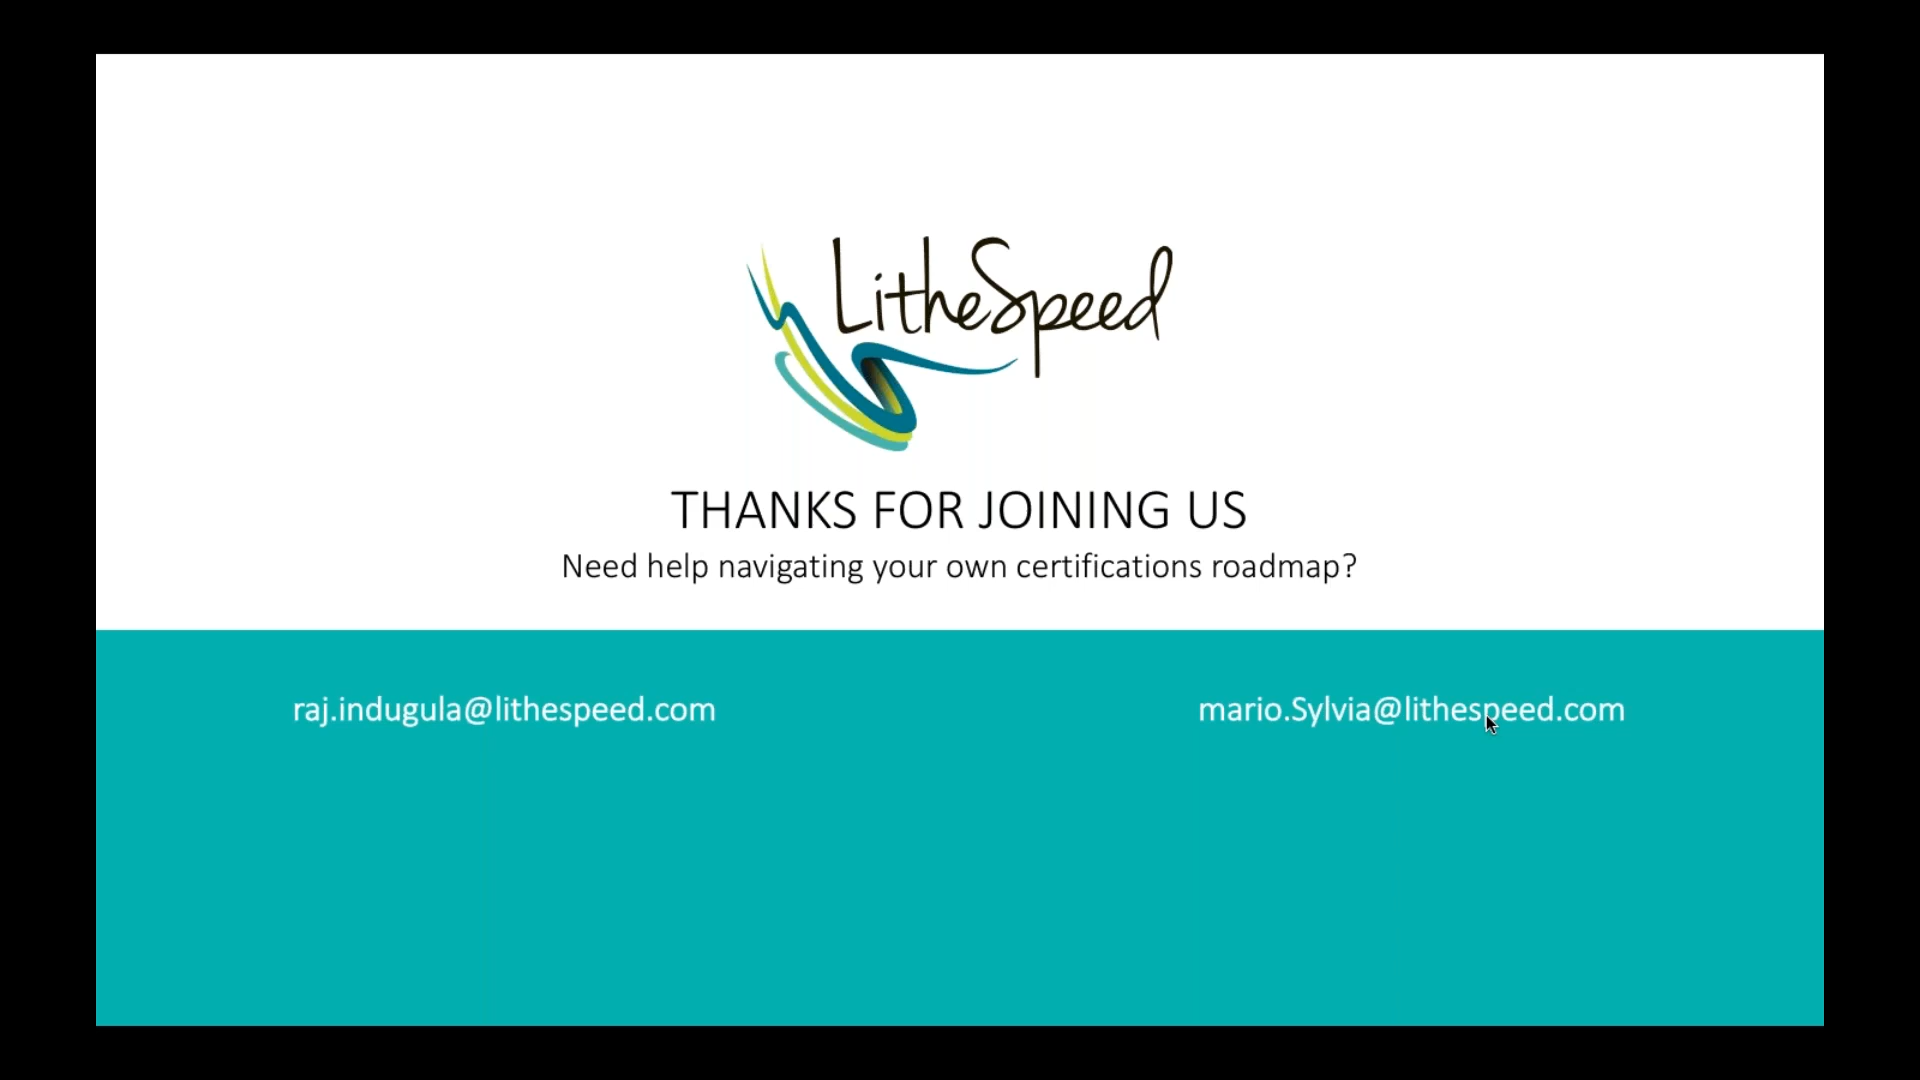 LitheSpeed
THANKS FOR JOINING US
Need help navigating your own certifications roadmap?
raj.indugula@lithespeed.com
mario.Sylvia@lithespeed.com